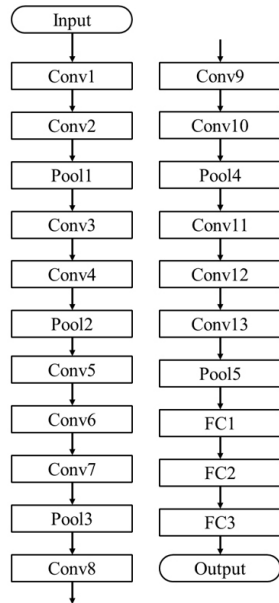 Input
Conv1
Conv2
Pool1
Conv3
Conv4
Pool2
Conv5
Conv6
Conv7
Pool3
Conv8
Conv9
Conv10
Pool4
Conv11
Conv12
Conv13
Pool5
FC1
FC2
FC3
Output